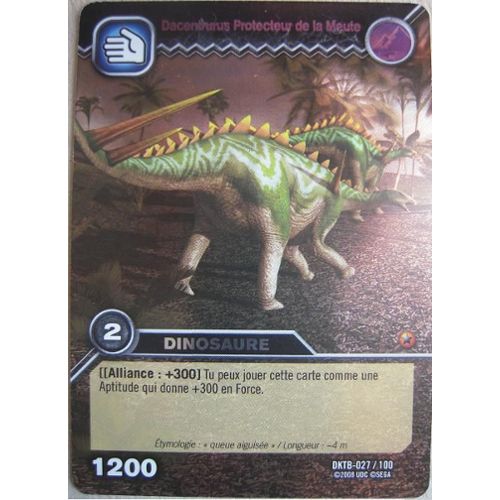 Dacentrurus Protecteur de la Meute
2
DINOSAURE
[[Alliance : +300] Tu peux jouer cette carte comme une
Aptitude qui donne +300 en Force.
Étymologie : « queue aiguisée » / Longueur : ~4 m
1200
DKTB-027/100
©2008 UDC ©SEGA